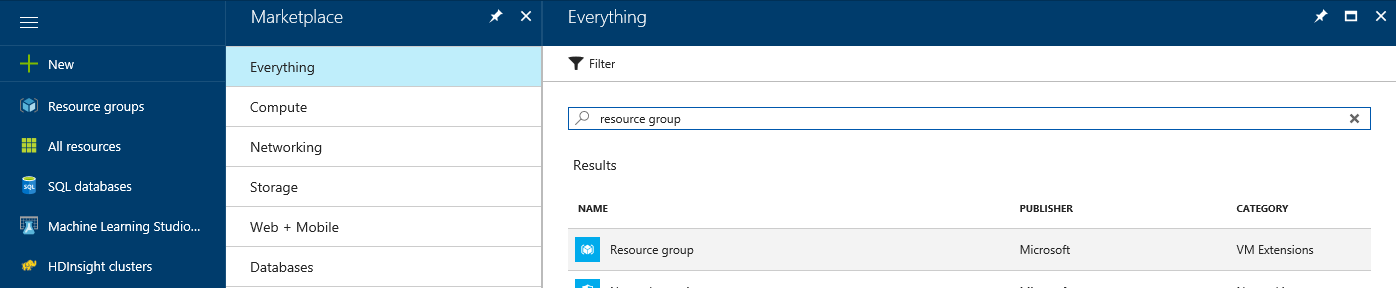 Marketplace
Everything
New
Resource groups
All resources
SQL databases
Machine Learning Studio...
HDInsight clusters
Everything
Compute
Networking
Storage
Web + Mobile
Databases
Filter
resource group
Results
NAME PUBLISHER CATEGORY
Resource group Microsoft VM Extensions